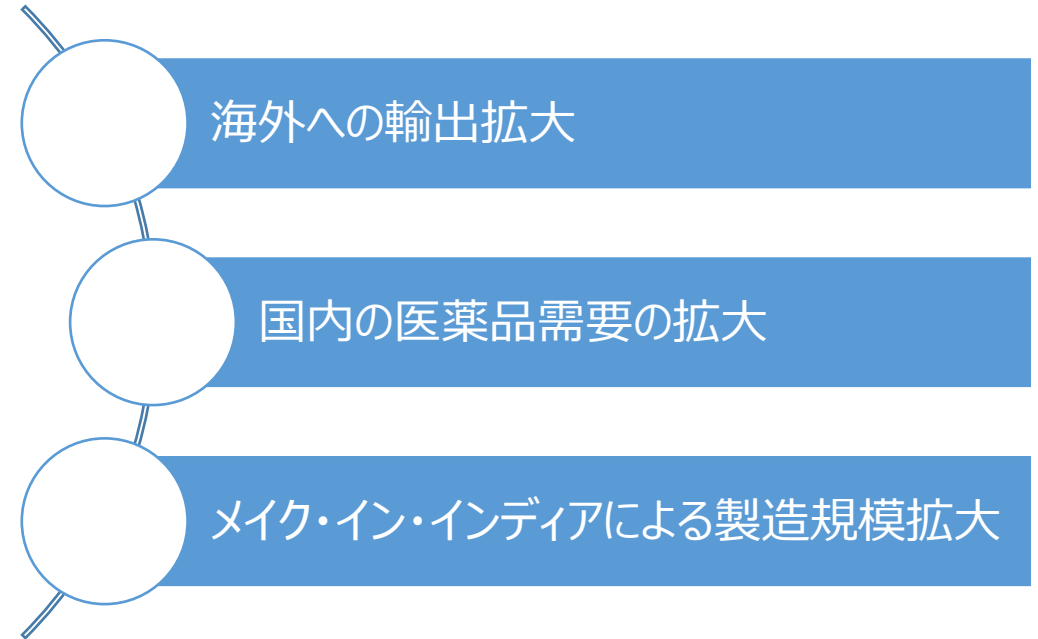 海外への輸出拡大
国内の医薬品需要の拡大
メイク・イン・インディアによる製造規模拡大